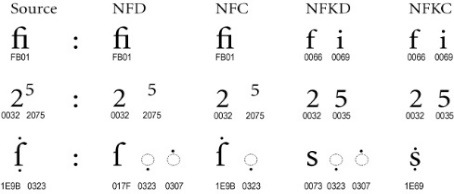 Source NFD NFC NFKD NFKC
ﬁ : ﬁ ﬁ f i f i
FB01 FB01 FB01 0066 0069 0066 0069
2⁵ : 2 ⁵ 2 ⁵ 2 5 2 5
0032 2075 0032 2075 0032 2075 0032 0035 0032 0035
ẛ̣ : ſ ◌̣ ◌̇ ẛ ◌̣ s ◌̣ ◌̇ ṩ
1E9B 0323 017F 0323 0307 1E9B 0323 0073 0323 0307 1E69